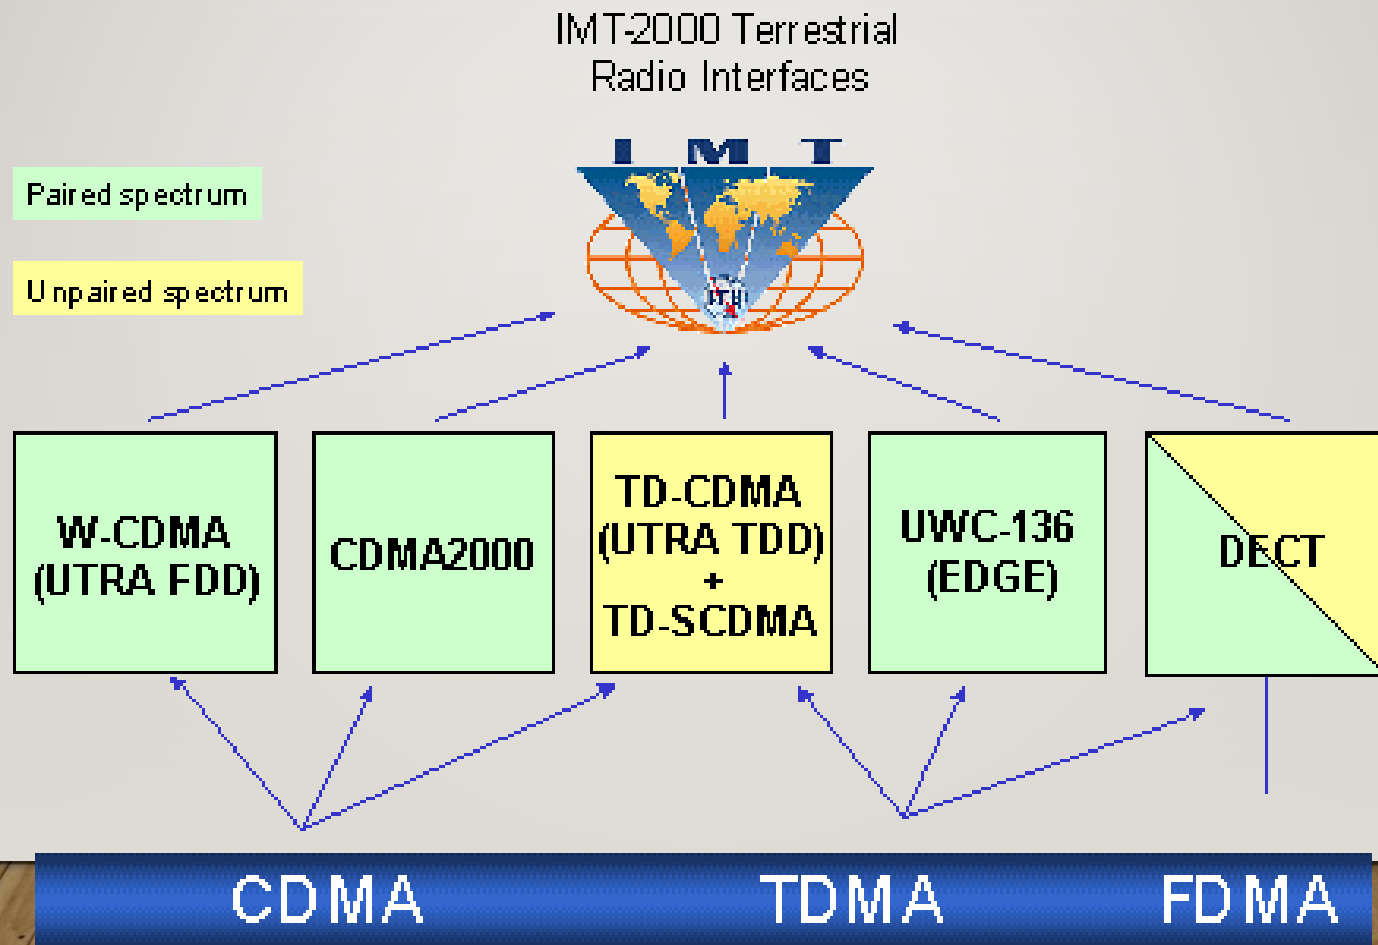 IMT-2000 Terrestrial
Radio Interfaces
I M T
Paired spectrum
Unpaired spectrum
ITU
W-CDMA
(UTRA FDD)
CDMA2000
TD-CDMA
(UTRA TDD)
+
TD-SCDMA
UWC-136
(EDGE)
DECT
CDMA
TDMA
FDMA